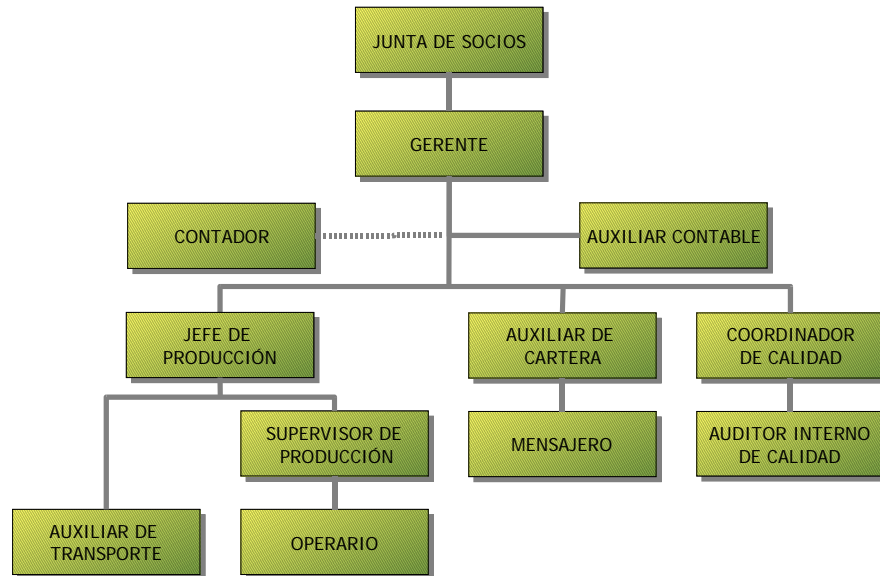 JUNTA DE SOCIOS
GERENTE
CONTADOR
AUXILIAR CONTABLE
JEFE DE
PRODUCCIÓN
AUXILIAR DE
CARTERA
COORDINADOR
DE CALIDAD
SUPERVISOR DE
PRODUCCIÓN
MENSAJERO
AUDITOR INTERNO
DE CALIDAD
AUXILIAR DE
TRANSPORTE
OPERARIO